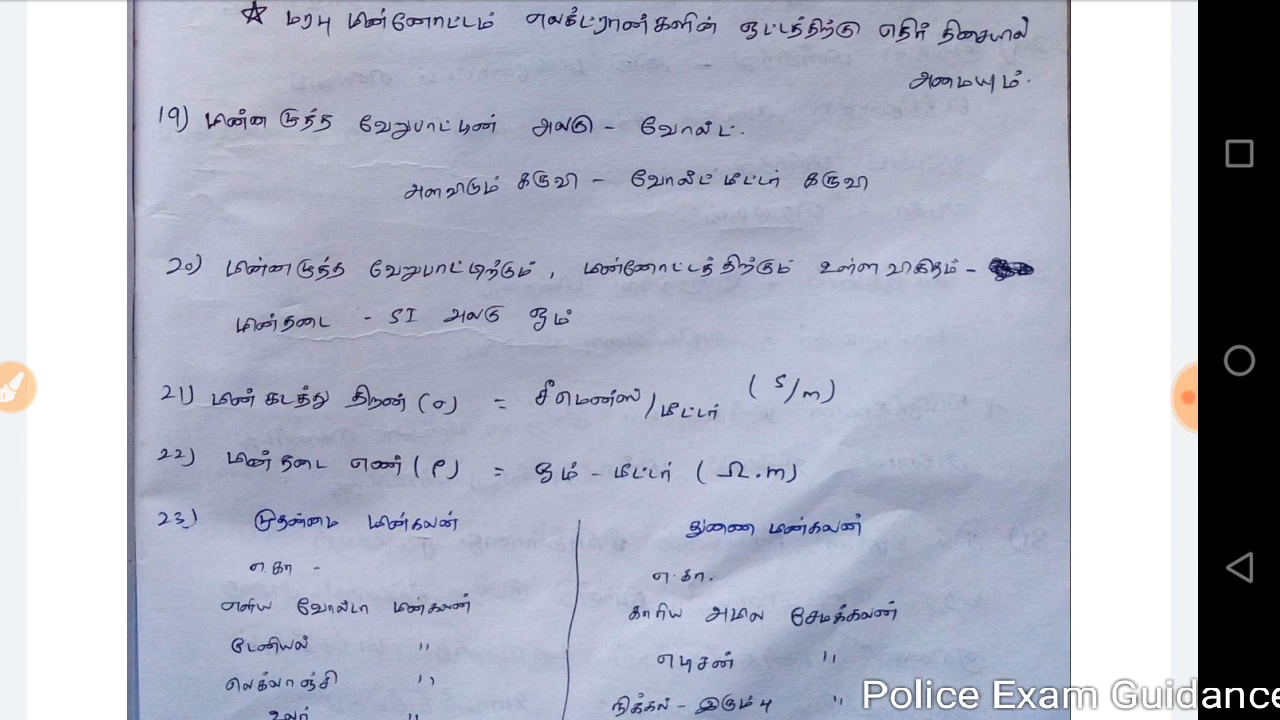 ☆ மரபு மின்னோட்டம் எலக்ட்ரான்களின் ஓட்டத்திற்கு எதிர் திசையில்
அமையும்.
19) மின்னழுத்த வேறுபாட்டின் அலகு - வோல்ட்.
அளவிடும் கருவி - வோல்ட் மீட்டர் கருவி
20) மின்னழுத்த வேறுபாட்டிற்கும், மின்னோட்டத்திற்கும் உள்ள விகிதம் -
மின்தடை - SI அலகு ஓம்
21) மின் கடத்து திறன் (σ) = சீமென்ஸ்/மீட்டர் (S/m)
22) மின் தடை எண் (ρ) = ஓம் - மீட்டர் (Ω.m)
23) முதன்மை மின்கலன் துணை மின்கலன்
எ.கா - எ.கா.
எளிய வோல்டா மின்கலன் காரிய அமில சேமக்கலன்
டேனியல் " எடிசன் "
லெக்லாஞ்சி " நிக்கல் - இரும்பு "
உலர் "
Police Exam Guidance